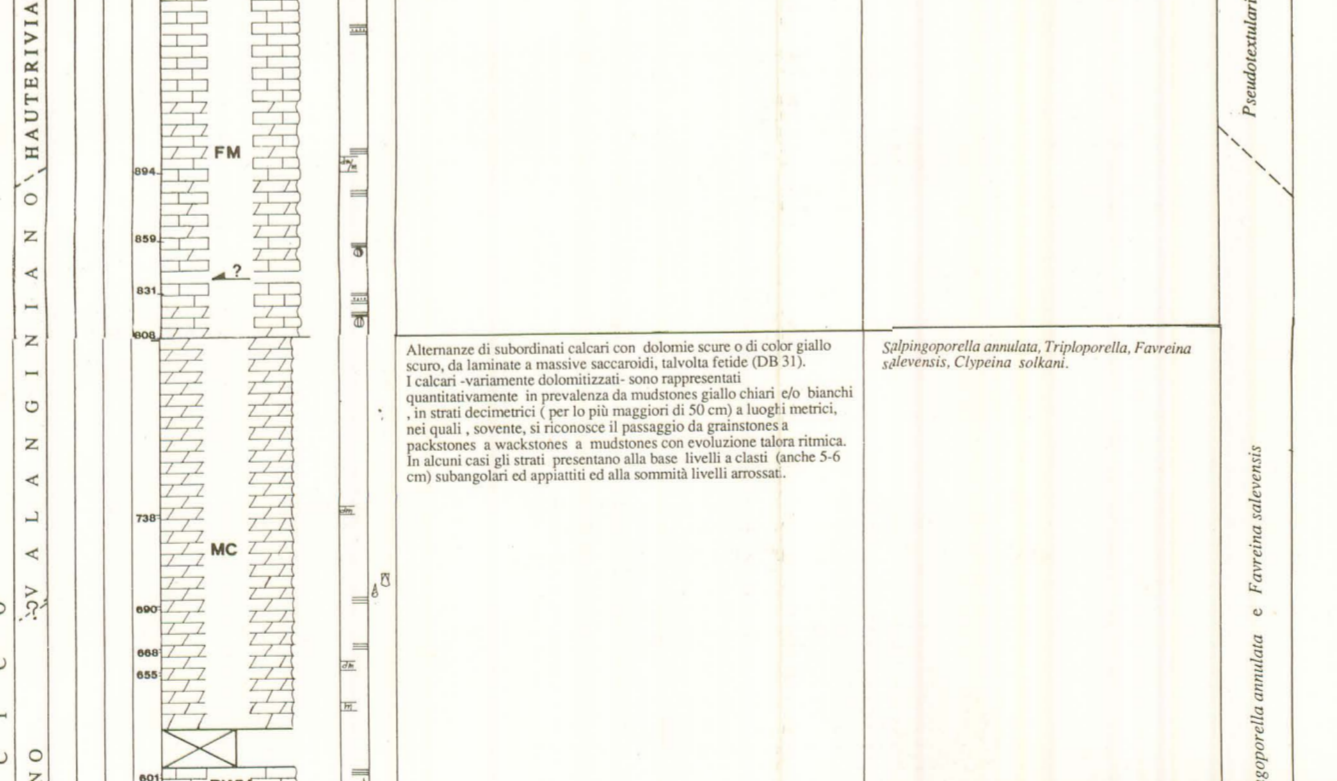 HAUTERIVIA
VALANGINIANO
Pseudotextulari
FM
894
859
?
831
808
Alternanze di subordinati calcari con dolomie scure o di color giallo
scuro, da laminate a massive saccaroidi, talvolta fetide (DB 31).
I calcari -variamente dolomitizzati- sono rappresentati
quantitativamente in prevalenza da mudstones giallo chiari e/o bianchi
, in strati decimetrici ( per lo più maggiori di 50 cm) a luoghi metrici,
nei quali , sovente, si riconosce il passaggio da grainstones a
packstones a wackstones a mudstones con evoluzione talora ritmica.
In alcuni casi gli strati presentano alla base livelli a clasti (anche 5-6
cm) subangolari ed appiattiti ed alla sommità livelli arrossati.
Salpingoporella annulata, Triploporella, Favreina
salevensis, Clypeina solkani.
738
MC
690
668
655
dm
m
601
goporella annulata e Favreina salevensis
I C O
NO